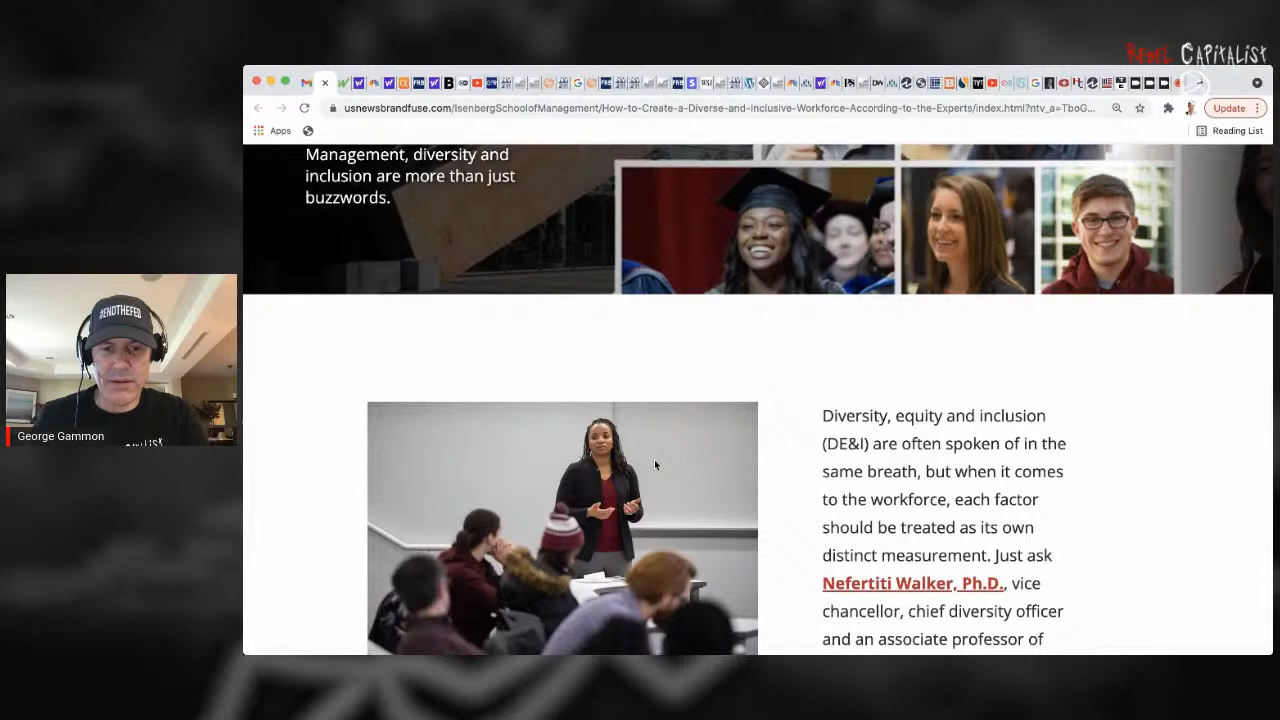 REBEL CAPITALIST
usnewsbrandfuse.com/IsenbergSchoolofManagement/How-to-Create-a-Diverse-and-Inclusive-Workforce-According-to-the-Experts/index.html?ntv_a=TboG...
Update
Apps
Reading List
Management, diversity and
inclusion are more than just
buzzwords.
#ENDTHEFED
George Gammon
Diversity, equity and inclusion
(DE&I) are often spoken of in the
same breath, but when it comes
to the workforce, each factor
should be treated as its own
distinct measurement. Just ask
Nefertiti Walker, Ph.D., vice
chancellor, chief diversity officer
and an associate professor of